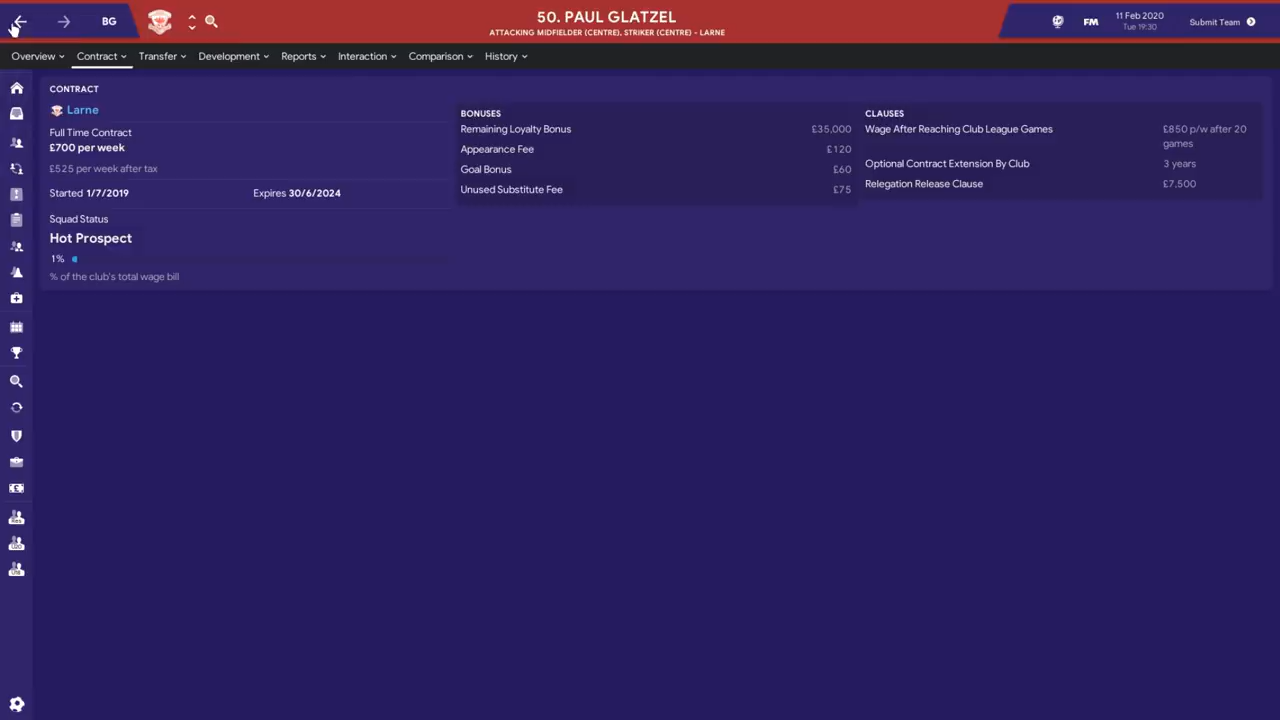 BG
50. PAUL GLATZEL
ATTACKING MIDFIELDER (CENTRE), STRIKER (CENTRE) - LARNE
FM
11 Feb 2020
Tue 19:30
Submit Team
Overview
Contract
Transfer
Development
Reports
Interaction
Comparison
History
CONTRACT
Larne
Full Time Contract
£700 per week
£525 per week after tax
Started 1/7/2019
Expires 30/6/2024
Squad Status
Hot Prospect
1%
% of the club's total wage bill
BONUSES
Remaining Loyalty Bonus £35,000
Appearance Fee £120
Goal Bonus £60
Unused Substitute Fee £75
CLAUSES
Wage After Reaching Club League Games £850 p/w after 20
games
Optional Contract Extension By Club 3 years
Relegation Release Clause £7,500